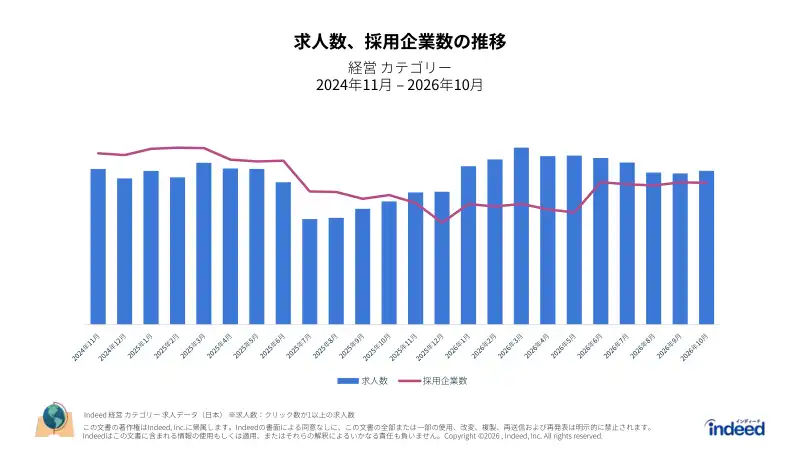 求人数、採用企業数の推移
経営 カテゴリー
2024年11月 – 2026年10月
2024年11月
2024年12月
2025年1月
2025年2月
2025年3月
2025年4月
2025年5月
2025年6月
2025年7月
2025年8月
2025年9月
2025年10月
2025年11月
2025年12月
2026年1月
2026年2月
2026年3月
2026年4月
2026年5月
2026年6月
2026年7月
2026年8月
2026年9月
2026年10月
求人数 採用企業数
Indeed 経営 カテゴリー 求人データ（日本） ※求人数：クリック数が1以上の求人数
この文書の著作権はIndeed, Inc.に帰属します。Indeedの書面による同意なしに、この文書の全部または一部の使用、改変、複製、再送信および再発表は明示的に禁止されます。
Indeedはこの文書に含まれる情報の使用もしくは適用、またはそれらの解釈によるいかなる責任も負いません。Copyright ©2026 , Indeed, Inc. All rights reserved.
インディード
indeed